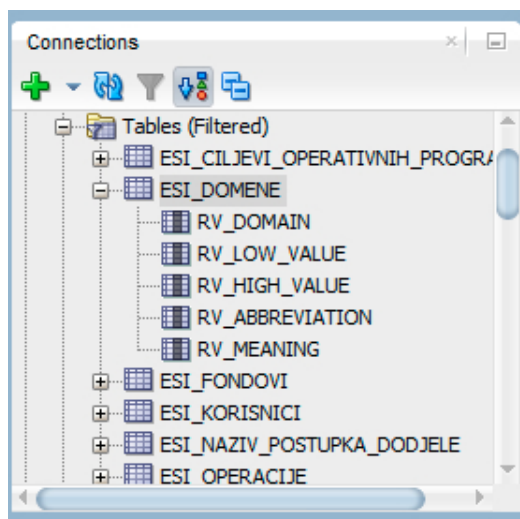 Connections
Tables (Filtered)
ESI_CILJEVI_OPERATIVNIH_PROGRA
ESI_DOMENE
RV_DOMAIN
RV_LOW_VALUE
RV_HIGH_VALUE
RV_ABBREVIATION
RV_MEANING
ESI_FONDOVI
ESI_KORISNICI
ESI_NAZIV_POSTUPKA_DODJELE
ESI_OPERACIJE